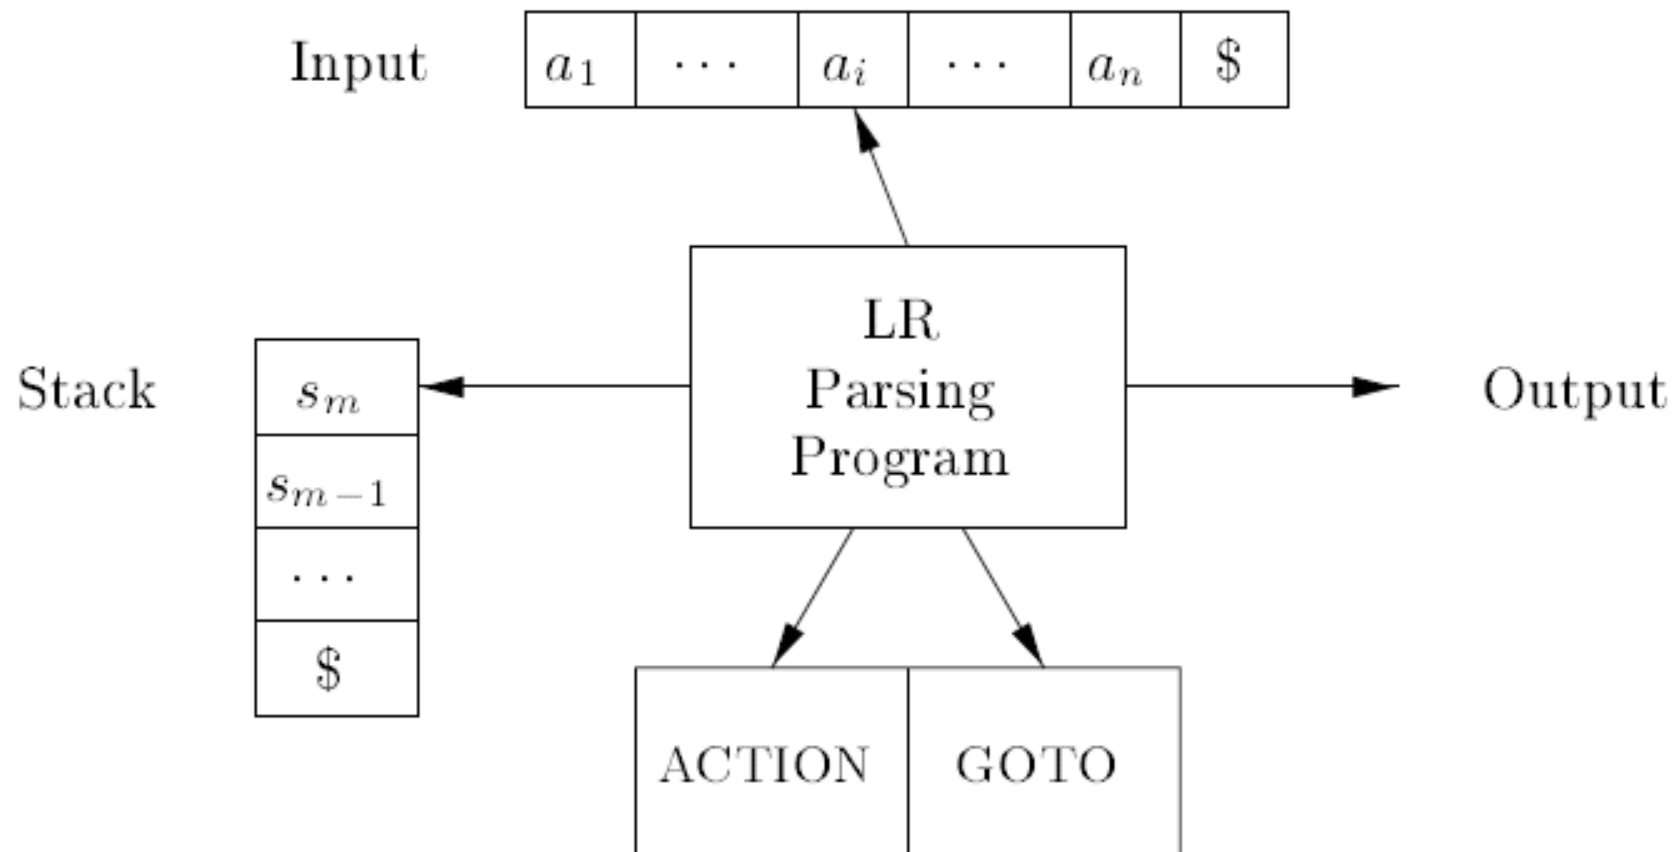 Input a₁ ··· aᵢ ··· aₙ $
LR
Stack sₘ Parsing Output
Program
sₘ₋₁
···
$
ACTION GOTO